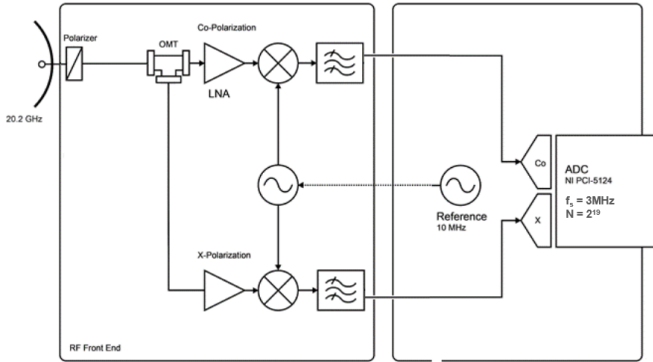 Co-Polarization
Polarizer
OMT
LNA
20.2 GHz
Co
ADC
NI PCI-5124
fs = 3MHz
N = 2¹⁹
X
Reference
10 MHz
X-Polarization
RF Front End